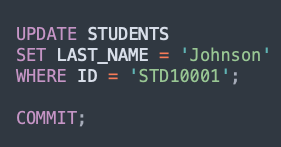 UPDATE STUDENTS
SET LAST_NAME = 'Johnson'
WHERE ID = 'STD10001';
COMMIT;